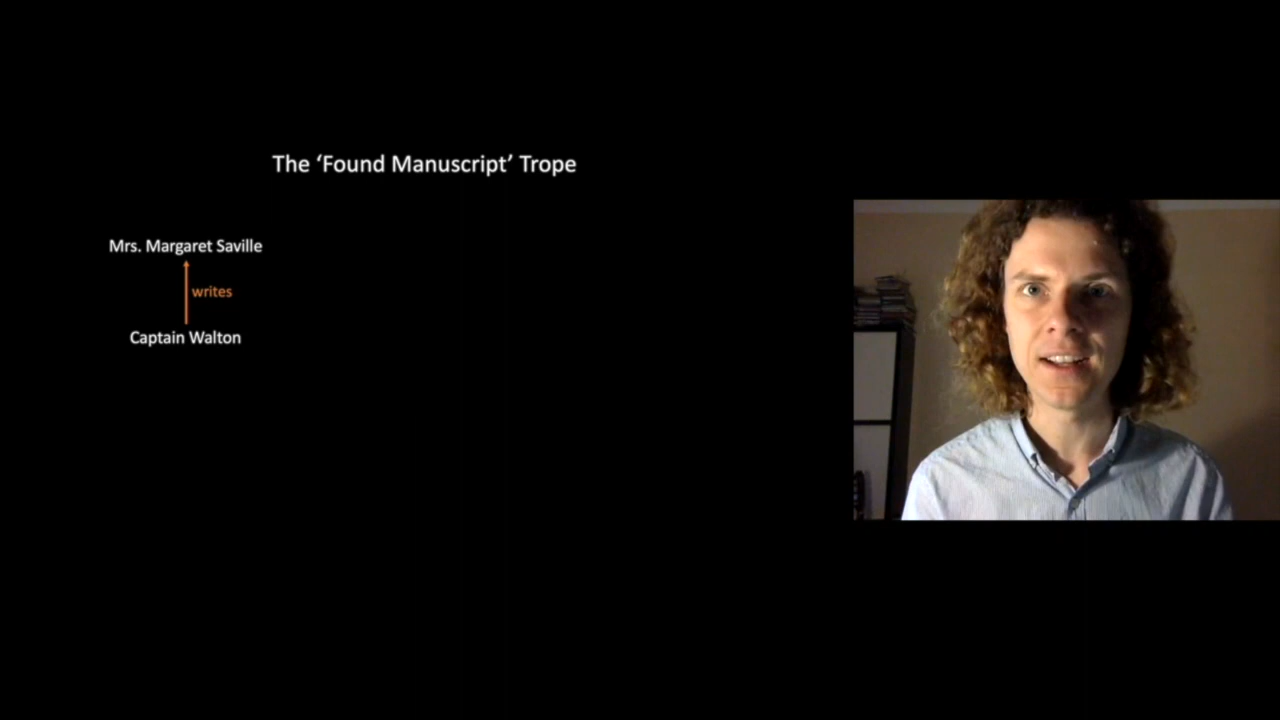 The ‘Found Manuscript’ Trope
Mrs. Margaret Saville
writes
Captain Walton